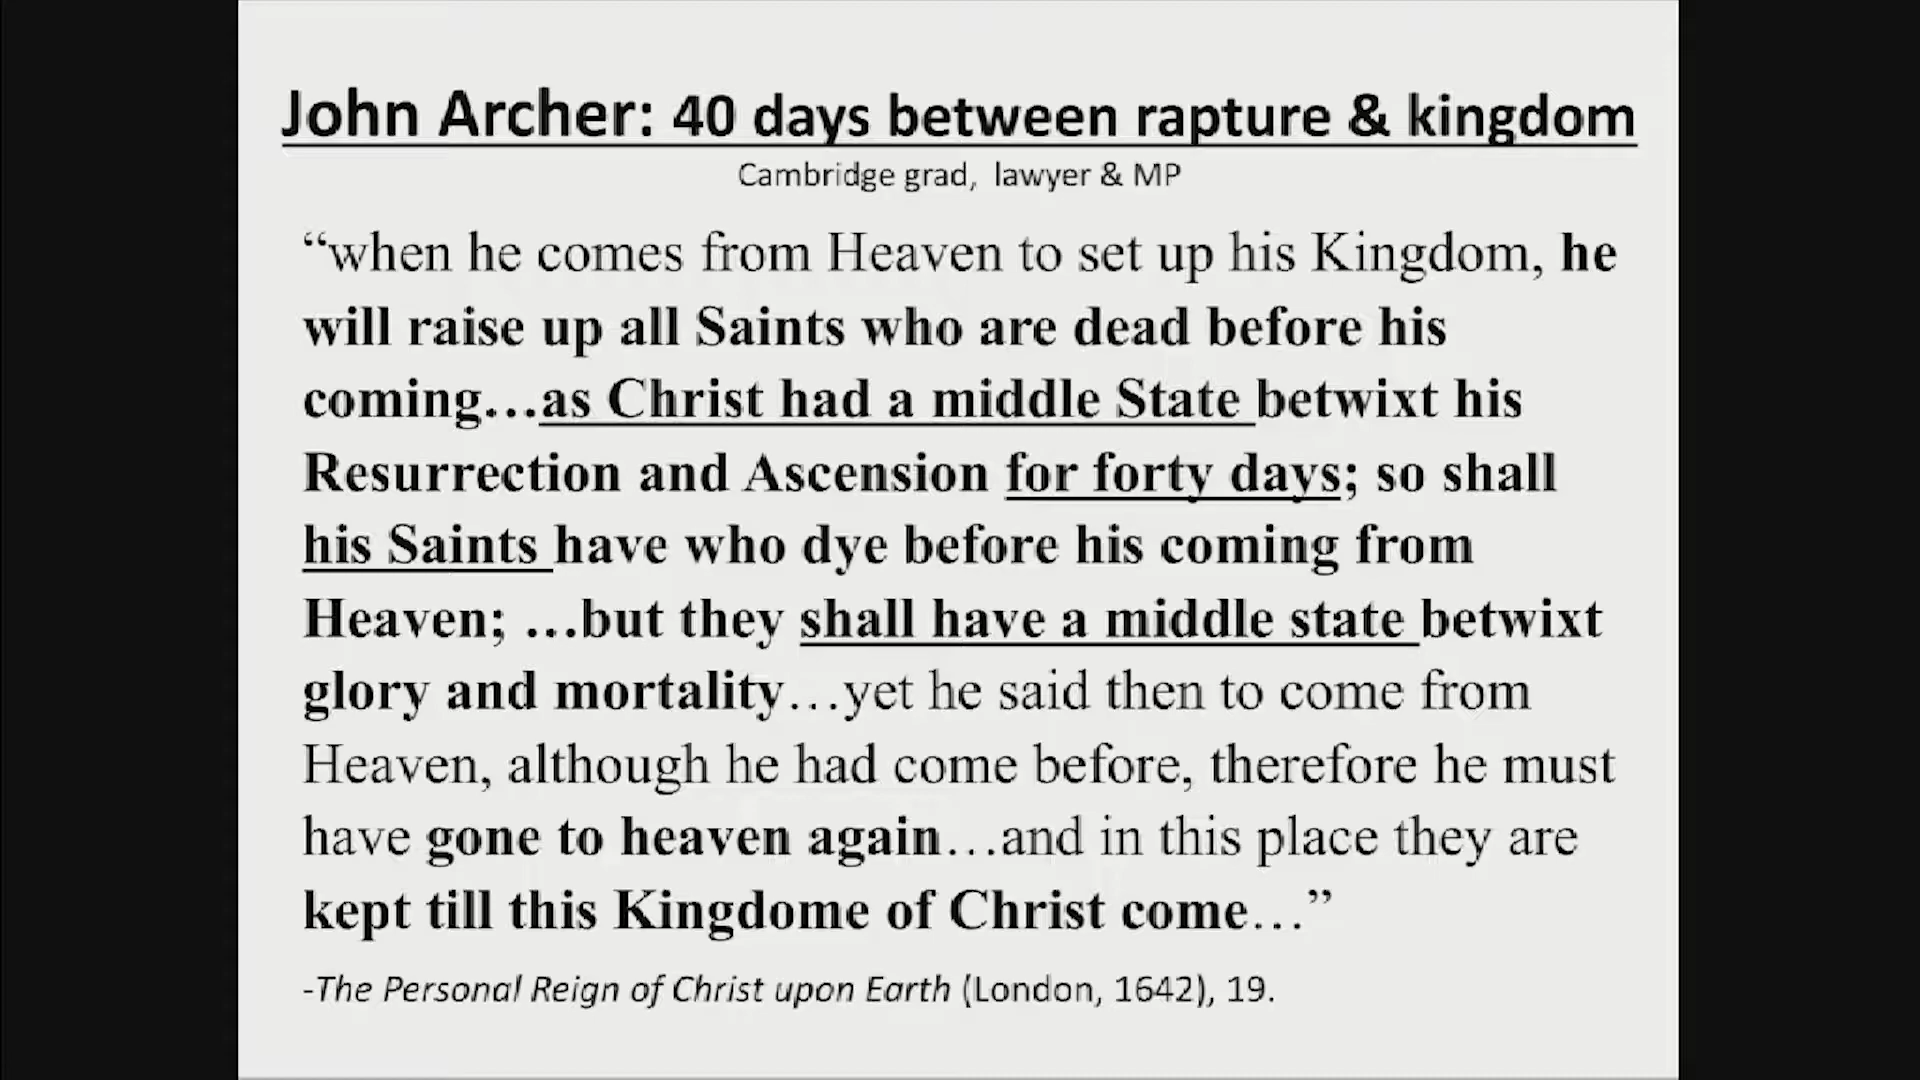 John Archer: 40 days between rapture & kingdom
Cambridge grad, lawyer & MP
“when he comes from Heaven to set up his Kingdom, he
will raise up all Saints who are dead before his
coming…as Christ had a middle State betwixt his
Resurrection and Ascension for forty days; so shall
his Saints have who dye before his coming from
Heaven; …but they shall have a middle state betwixt
glory and mortality…yet he said then to come from
Heaven, although he had come before, therefore he must
have gone to heaven again…and in this place they are
kept till this Kingdome of Christ come…”
-The Personal Reign of Christ upon Earth (London, 1642), 19.